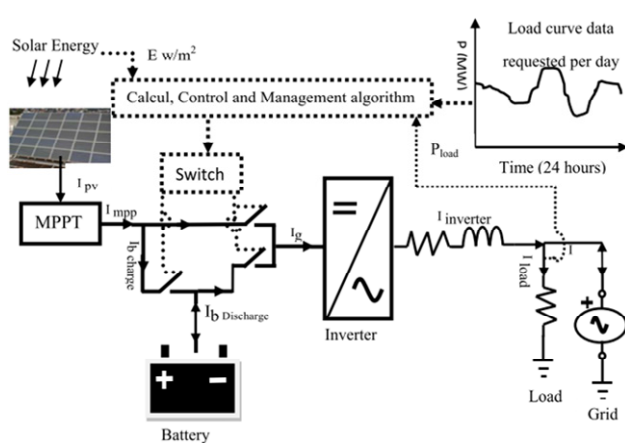 Solar Energy
E w/m²
Calcul, Control and Management algorithm
P (MW)
Load curve data
requested per day
Time (24 hours)
P load
I pv
Switch
MPPT
I mpp
I b charge
I g
I b Discharge
I inverter
I load
I
Inverter
+ −
Battery
Load
+
Grid